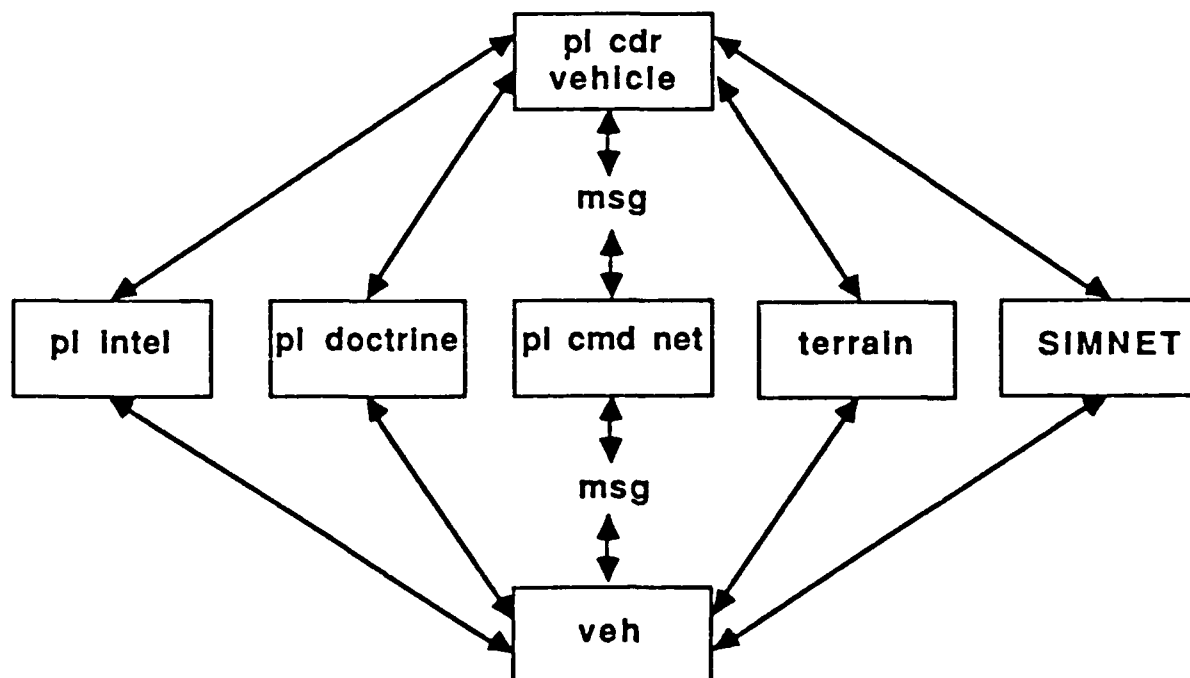 pl cdr
vehicle
msg
pl intel
pl doctrine
pl cmd net
terrain
SIMNET
msg
veh